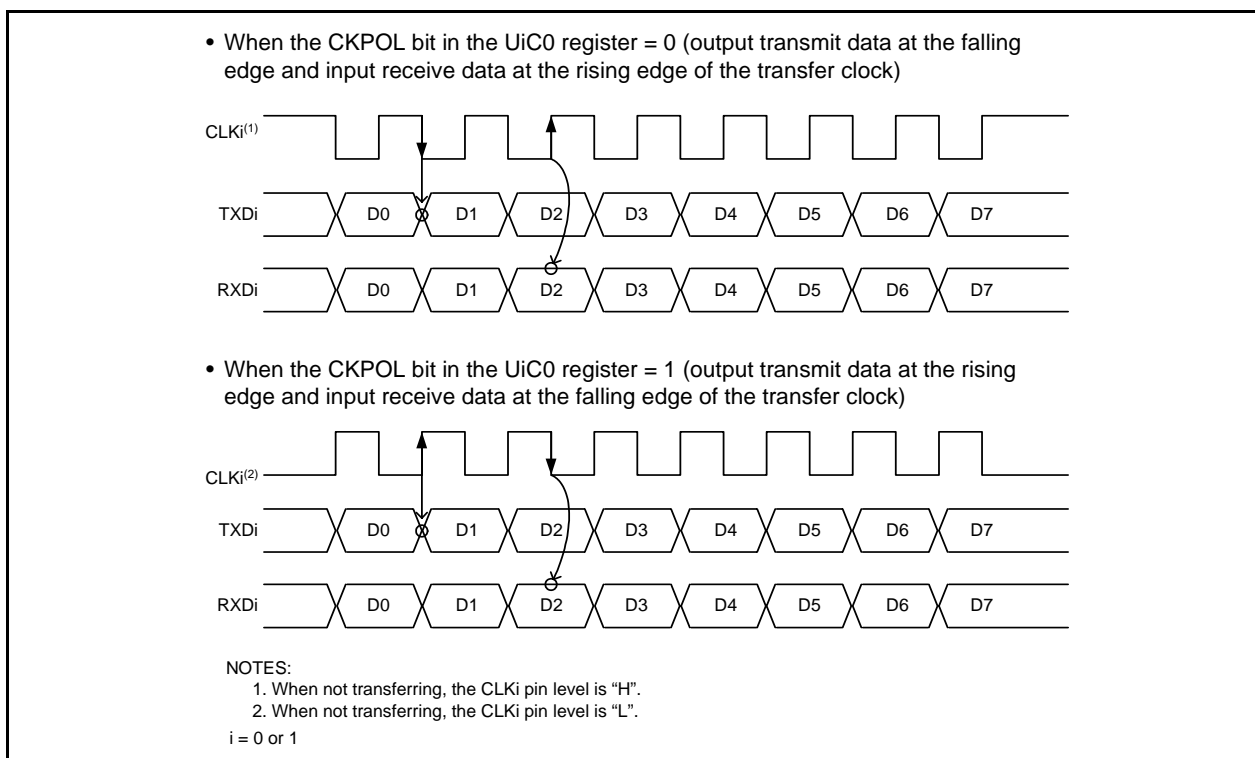 • When the CKPOL bit in the UiC0 register = 0 (output transmit data at the falling
edge and input receive data at the rising edge of the transfer clock)
CLKi(1)
TXDi D0 D1 D2 D3 D4 D5 D6 D7
RXDi D0 D1 D2 D3 D4 D5 D6 D7
• When the CKPOL bit in the UiC0 register = 1 (output transmit data at the rising
edge and input receive data at the falling edge of the transfer clock)
CLKi(2)
TXDi D0 D1 D2 D3 D4 D5 D6 D7
RXDi D0 D1 D2 D3 D4 D5 D6 D7
NOTES:
1. When not transferring, the CLKi pin level is “H”.
2. When not transferring, the CLKi pin level is “L”.
i = 0 or 1